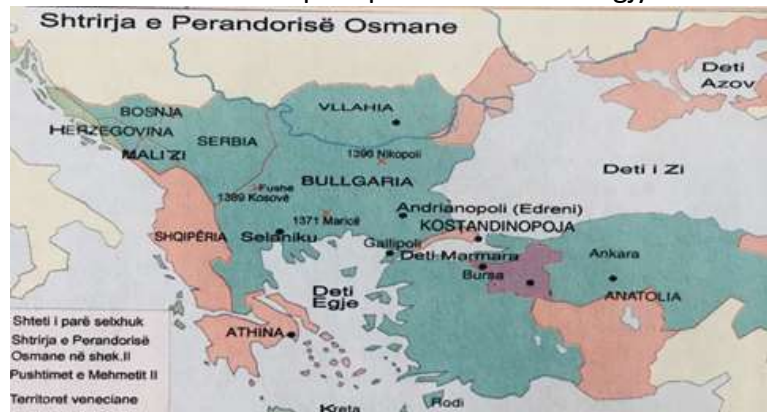 Shtrirja e Perandorisë Osmane
Deti
Azov
BOSNJA
VLLAHIA
HERZEGOVINA
SERBIA
MALI ZI
1396 Nikopoli
Deti i Zi
Fushe
1389 Kosovë
BULLGARIA
Andrianopoli (Edreni)
1371 Maricë
KOSTANDINOPOJA
SHQIPËRIA
Selaniku
Gallipoli
Deti Marmara
Ankara
Bursa
Deti
Egje
ANATOLIA
Shteti i parë selxhuk
Shtrirja e Perandorisë
Osmane në shek.II
ATHINA
Pushtimet e Mehmetit II
Territoret veneciane
Kreta
Rodi